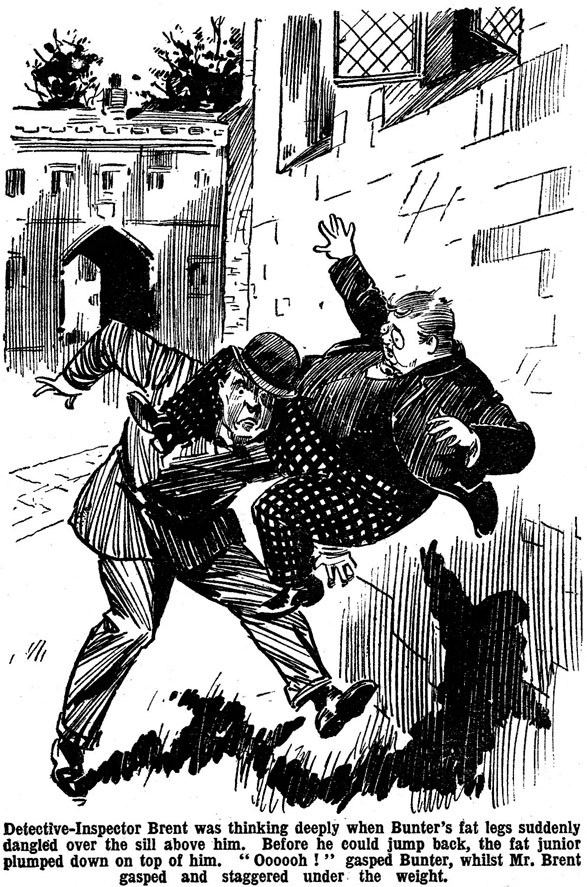 Detective-Inspector Brent was thinking deeply when Bunter's fat legs suddenly
dangled over the sill above him. Before he could jump back, the fat junior
plumped down on top of him. "Oooooh!" gasped Bunter, whilst Mr. Brent
gasped and staggered under the weight.